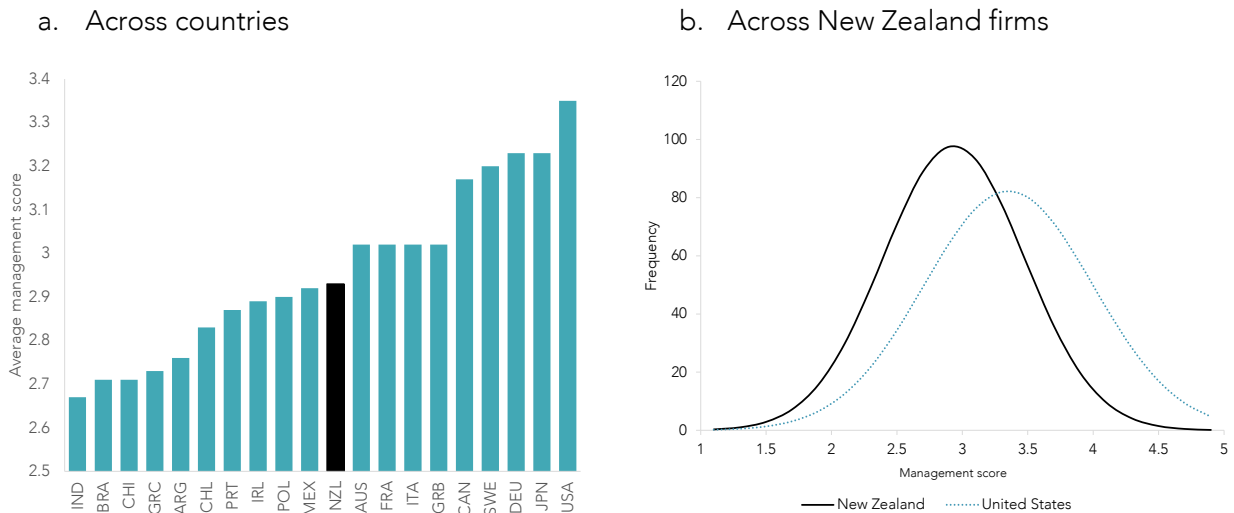 a. Across countries
Average management score
3.4
3.3
3.2
3.1
3
2.9
2.8
2.7
2.6
2.5
IND
BRA
CHI
GRC
ARG
CHL
PRT
IRL
POL
MEX
NZL
AUS
FRA
ITA
GRB
CAN
SWE
DEU
JPN
USA
b. Across New Zealand firms
Frequency
120
100
80
60
40
20
0
1 1.5 2 2.5 3 3.5 4 4.5 5
Management score
New Zealand United States